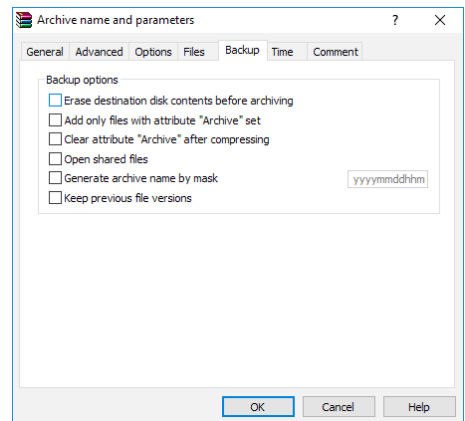 Archive name and parameters ? X
General Advanced Options Files Backup Time Comment
Backup options
Erase destination disk contents before archiving
Add only files with attribute "Archive" set
Clear attribute "Archive" after compressing
Open shared files
Generate archive name by mask yyyymmddhhm
Keep previous file versions
OK Cancel Help